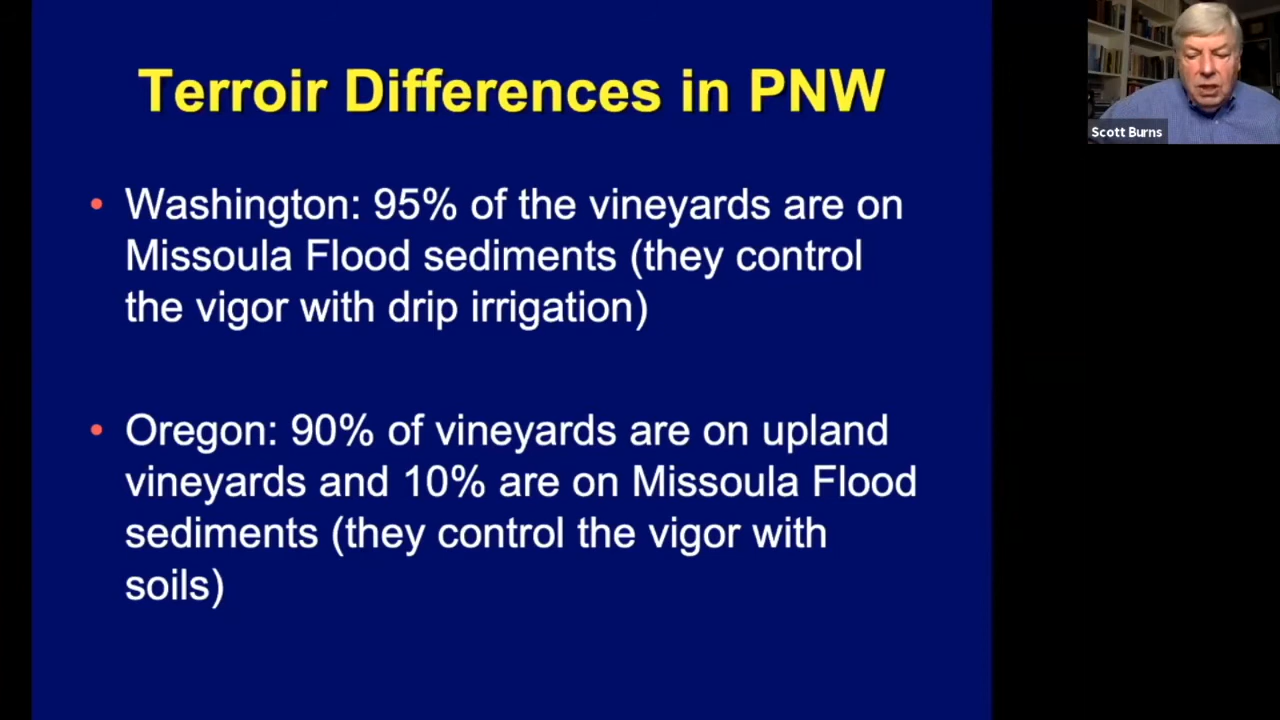 Terroir Differences in PNW
• Washington: 95% of the vineyards are on
Missoula Flood sediments (they control
the vigor with drip irrigation)
• Oregon: 90% of vineyards are on upland
vineyards and 10% are on Missoula Flood
sediments (they control the vigor with
soils)
Scott Burns